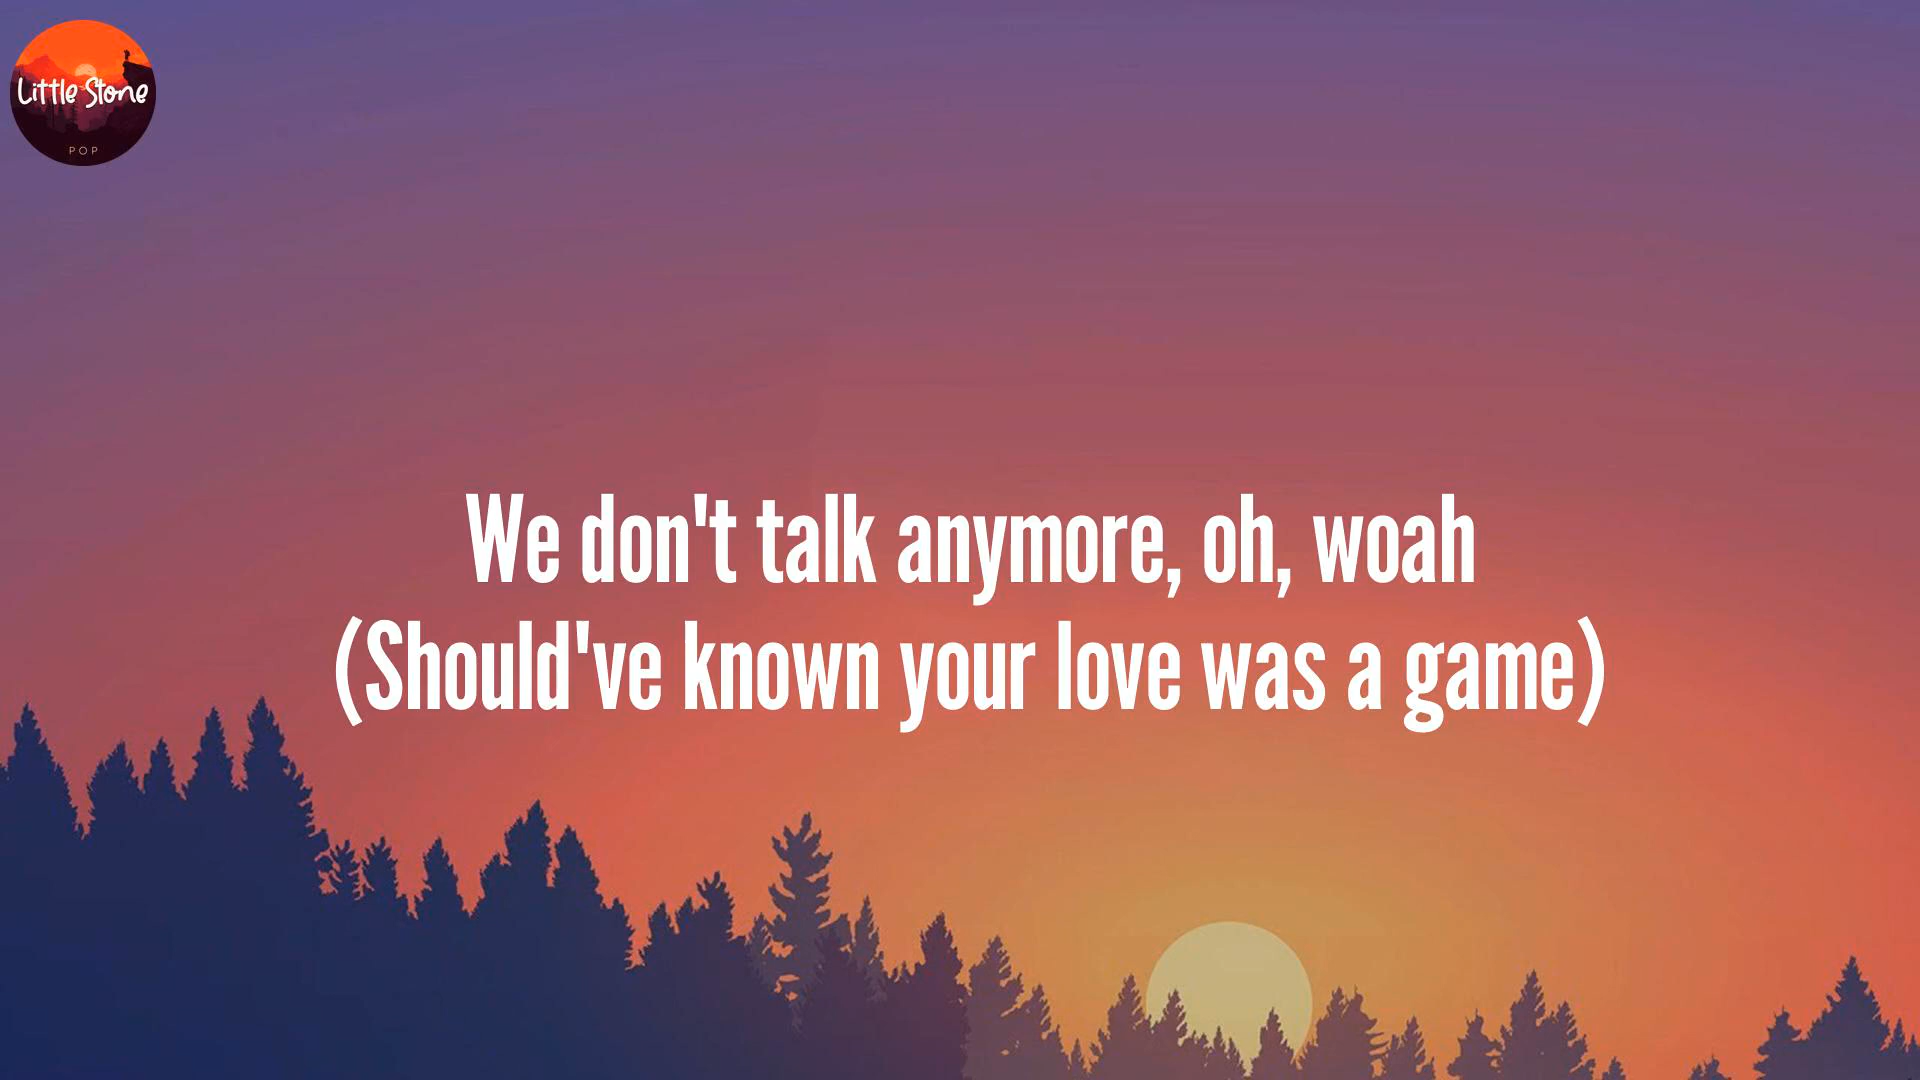 Little Stone
POP
We don't talk anymore, oh, woah
(Should've known your love was a game)